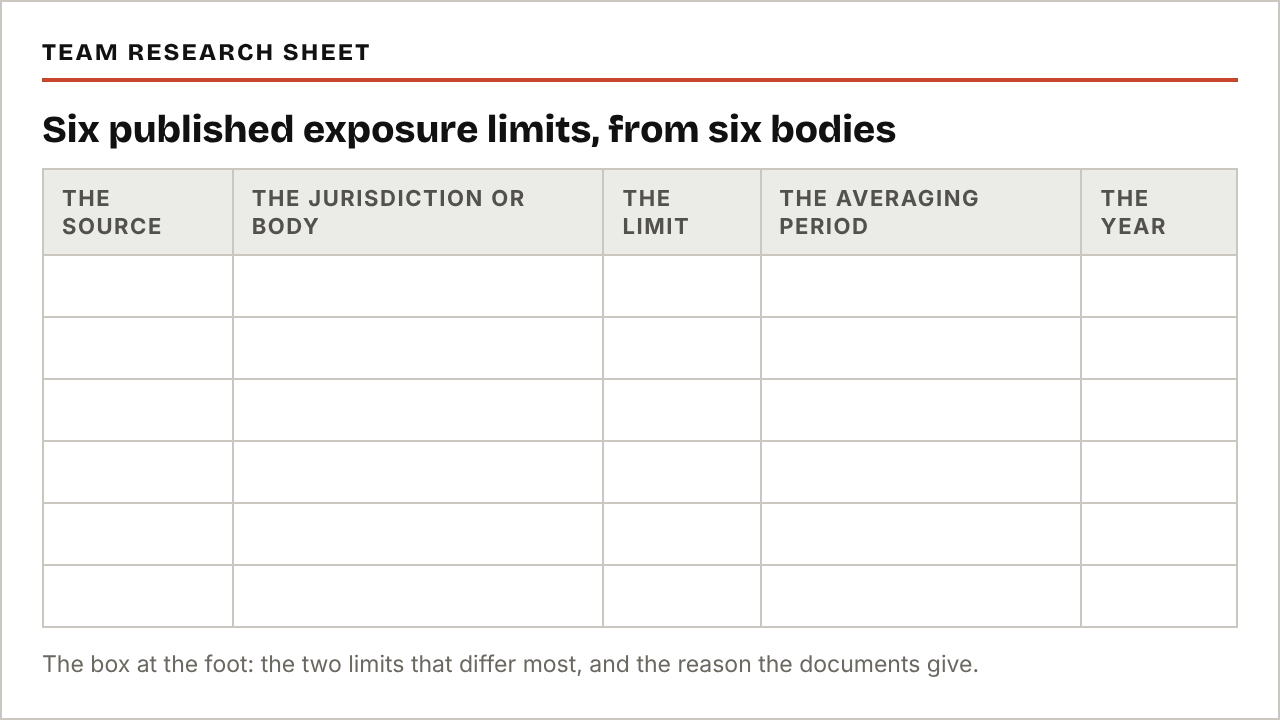 TEAM RESEARCH SHEET
Six published exposure limits, from six bodies
THE SOURCE
THE JURISDICTION OR BODY
THE LIMIT
THE AVERAGING PERIOD
THE YEAR
The box at the foot: the two limits that differ most, and the reason the documents give.